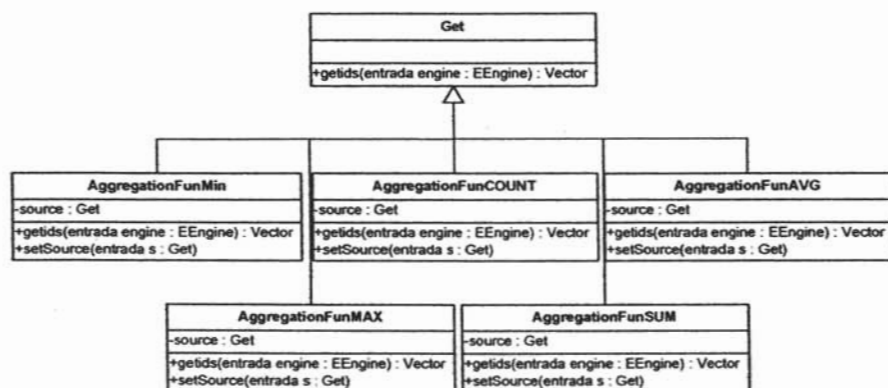 Get
+getids(entrada engine : EEngine) : Vector
AggregationFunMin
-source : Get
+getids(entrada engine : EEngine) : Vector
+setSource(entrada s : Get)
AggregationFunCOUNT
-source : Get
+getids(entrada engine : EEngine) : Vector
+setSource(entrada s : Get)
AggregationFunAVG
-source : Get
+getids(entrada engine : EEngine) : Vector
+setSource(entrada s : Get)
AggregationFunMAX
-source : Get
+getids(entrada engine : EEngine) : Vector
+setSource(entrada s : Get)
AggregationFunSUM
-source : Get
+getids(entrada engine : EEngine) : Vector
+setSource(entrada s : Get)